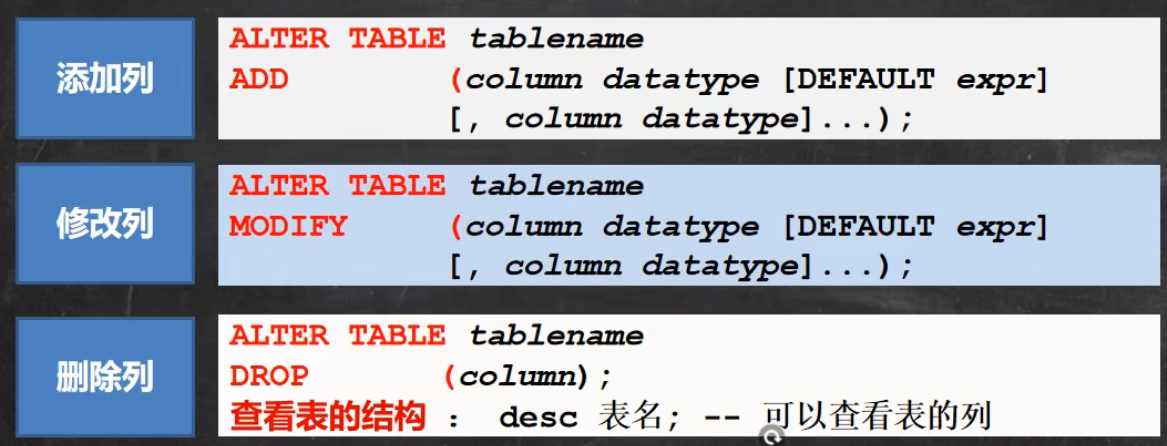 添加列
ALTER TABLE tablename
ADD (column datatype [DEFAULT expr]
[, column datatype]...);
修改列
ALTER TABLE tablename
MODIFY (column datatype [DEFAULT expr]
[, column datatype]...);
删除列
ALTER TABLE tablename
DROP (column);
查看表的结构 : desc 表名; -- 可以查看表的列